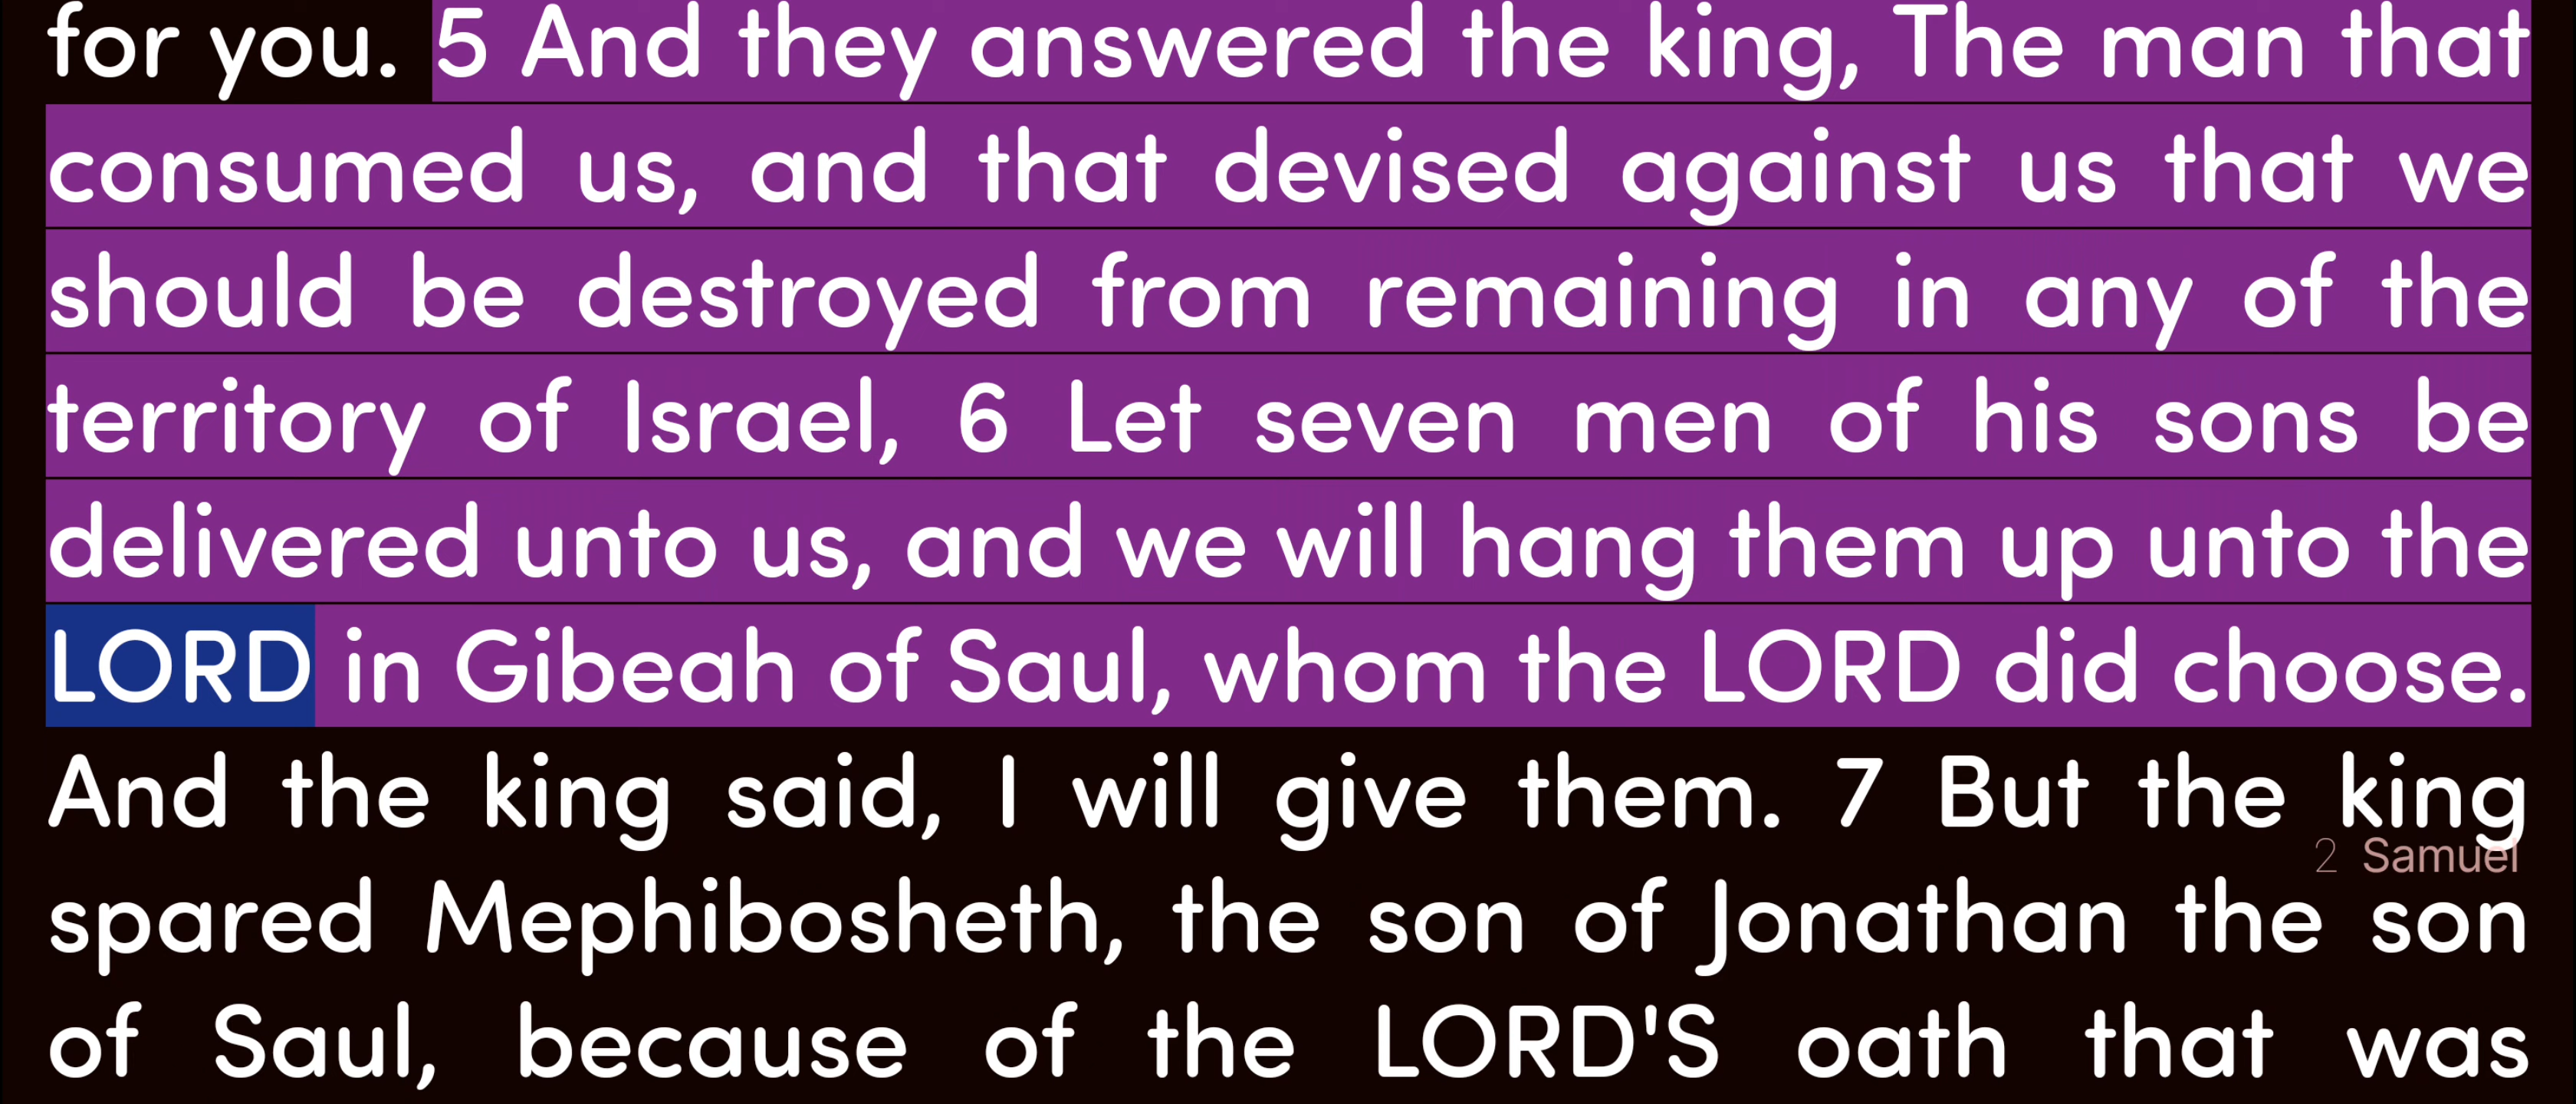 for you. 5 And they answered the king, The man that
consumed us, and that devised against us that we
should be destroyed from remaining in any of the
territory of Israel, 6 Let seven men of his sons be
delivered unto us, and we will hang them up unto the
LORD in Gibeah of Saul, whom the LORD did choose.
And the king said, I will give them. 7 But the king
2 Samuel
spared Mephibosheth, the son of Jonathan the son
of Saul, because of the LORD'S oath that was